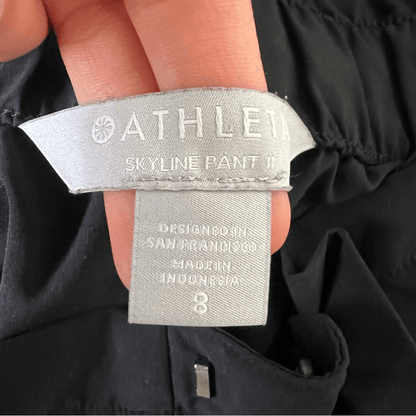 ATHLETA
SKYLINE PANT II
DESIGNED IN
SAN FRANCISCO
MADE IN
INDONESIA
8